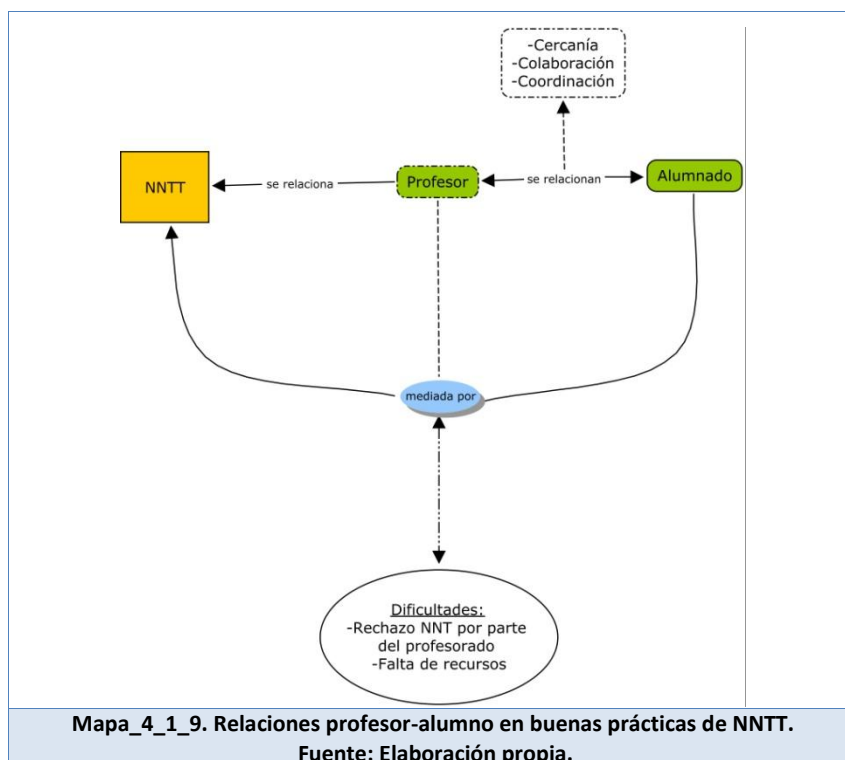 -Cercanía
-Colaboración
-Coordinación
NNTT
se relaciona
Profesor
se relacionan
Alumnado
mediada por
Dificultades:
-Rechazo NNT por parte
del profesorado
-Falta de recursos
Mapa_4_1_9. Relaciones profesor-alumno en buenas prácticas de NNTT.
Fuente: Elaboración propia.